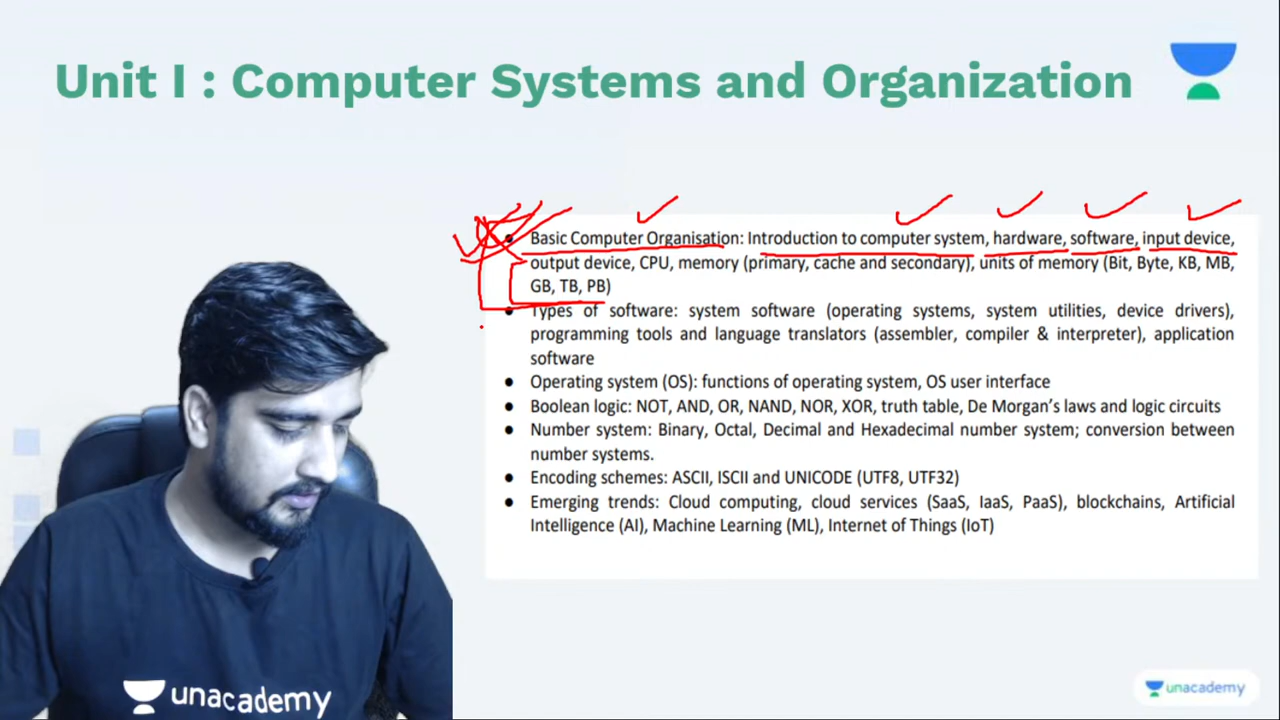 Unit I : Computer Systems and Organization
● Basic Computer Organisation: Introduction to computer system, hardware, software, input device,
output device, CPU, memory (primary, cache and secondary), units of memory (Bit, Byte, KB, MB,
GB, TB, PB)
● Types of software: system software (operating systems, system utilities, device drivers),
programming tools and language translators (assembler, compiler & interpreter), application
software
● Operating system (OS): functions of operating system, OS user interface
● Boolean logic: NOT, AND, OR, NAND, NOR, XOR, truth table, De Morgan’s laws and logic circuits
● Number system: Binary, Octal, Decimal and Hexadecimal number system; conversion between
number systems.
● Encoding schemes: ASCII, ISCII and UNICODE (UTF8, UTF32)
● Emerging trends: Cloud computing, cloud services (SaaS, IaaS, PaaS), blockchains, Artificial
Intelligence (AI), Machine Learning (ML), Internet of Things (IoT)
unacademy
unacademy